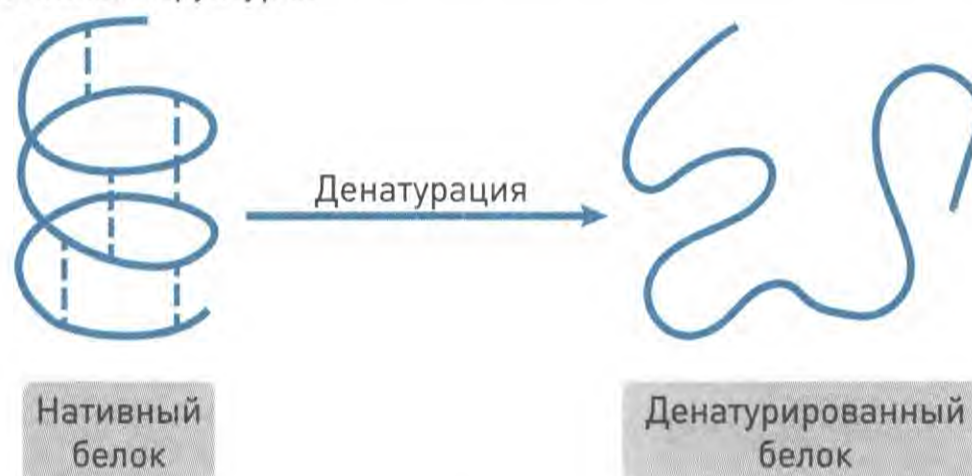 Денатурация
Нативный
белок
Денатурированный
белок